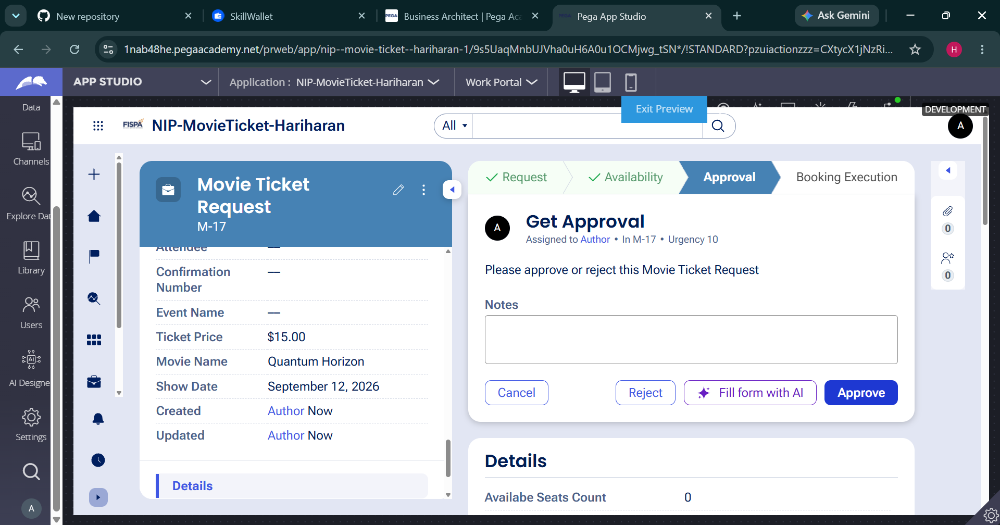 New repository
SkillWallet
PEGA
Business Architect | Pega Aca
Pega App Studio
Ask Gemini
1nab48he.pegaacademy.net/prweb/app/nip--movie-ticket--hariharan-1/9s5UaqMnbUJVha0uH6A0u1OCMjwg_tSN*/!STANDARD?pzuiactionzzz=CXtycX1jNzRi...
H
APP STUDIO
Application : NIP-MovieTicket-Hariharan
Work Portal
Exit Preview
DEVELOPMENT
Data
Channels
Explore Dat
Library
Users
AI
AI Designe
Settings
A
FISPA
NIP-MovieTicket-Hariharan
All
A
Movie Ticket
Request
M-17
Attendee —
Confirmation —
Number
Event Name —
Ticket Price $15.00
Movie Name Quantum Horizon
Show Date September 12, 2026
Created Author Now
Updated Author Now
Details
Request
Availability
Approval
Booking Execution
A
Get Approval
Assigned to Author • In M-17 • Urgency 10
Please approve or reject this Movie Ticket Request
Notes
Cancel
Reject
Fill form with AI
Approve
Details
Availabe Seats Count 0
0
0